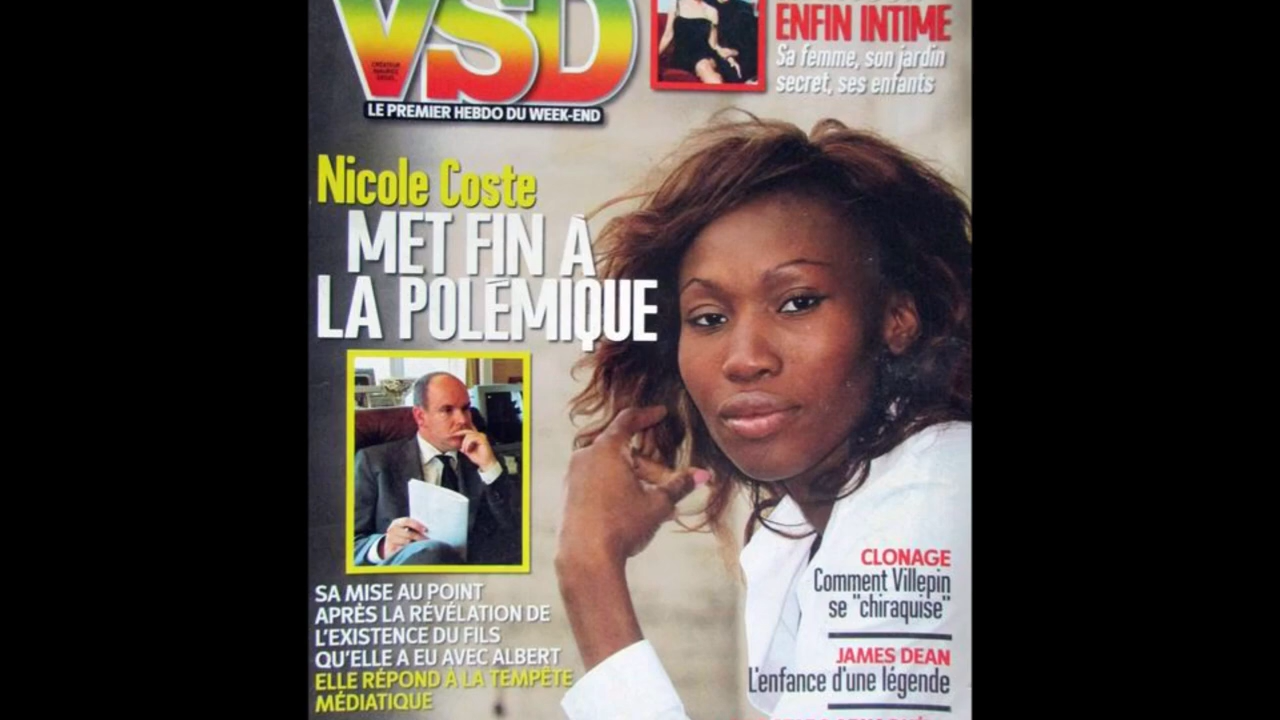 VSD
CRÉATEUR
MAURICE
LE PREMIER HEBDO DU WEEK-END
ENFIN INTIME
Sa femme, son jardin
secret, ses enfants
Nicole Coste
MET FIN À
LA POLÉMIQUE
SA MISE AU POINT
APRÈS LA RÉVÉLATION DE
L'EXISTENCE DU FILS
QU'ELLE A EU AVEC ALBERT
ELLE RÉPOND À LA TEMPÊTE
MÉDIATIQUE
CLONAGE
Comment Villepin
se "chiraquise"
JAMES DEAN
L'enfance d'une légende